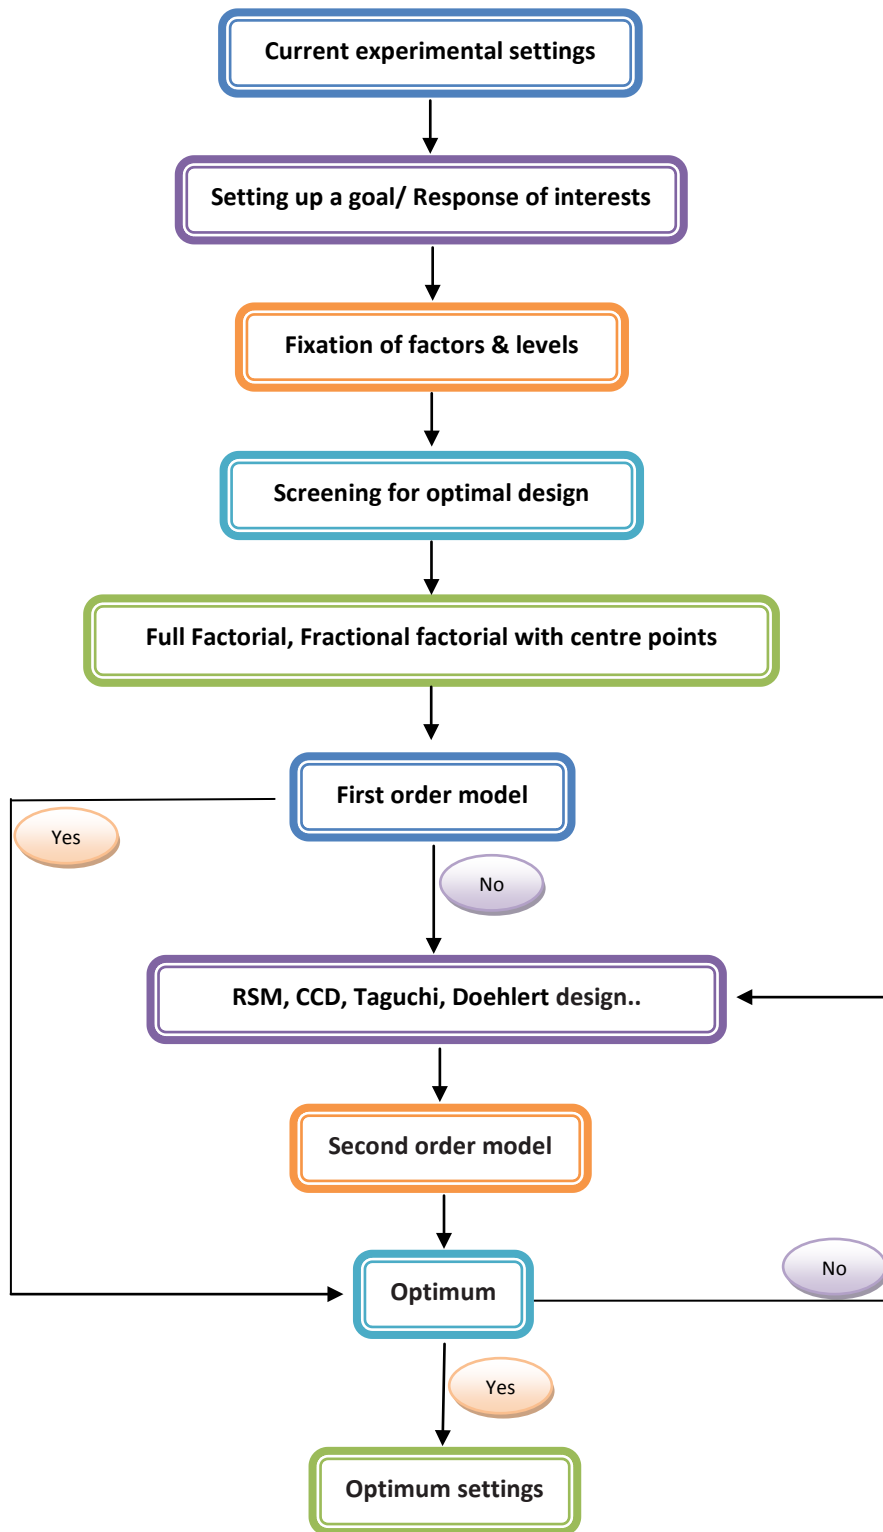 Current experimental settings
Setting up a goal/ Response of interests
Fixation of factors & levels
Screening for optimal design
Full Factorial, Fractional factorial with centre points
First order model
Yes
No
RSM, CCD, Taguchi, Doehlert design..
Second order model
No
Optimum
Yes
Optimum settings